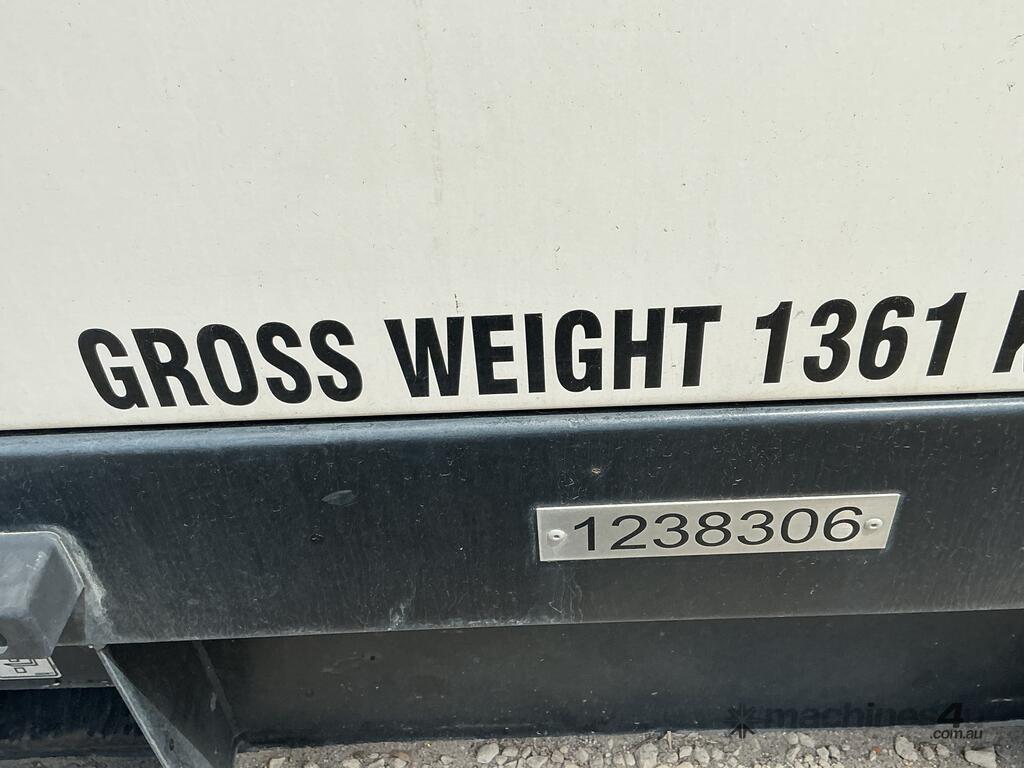 GROSS WEIGHT 1361 K
1238306
machines4u
.com.au